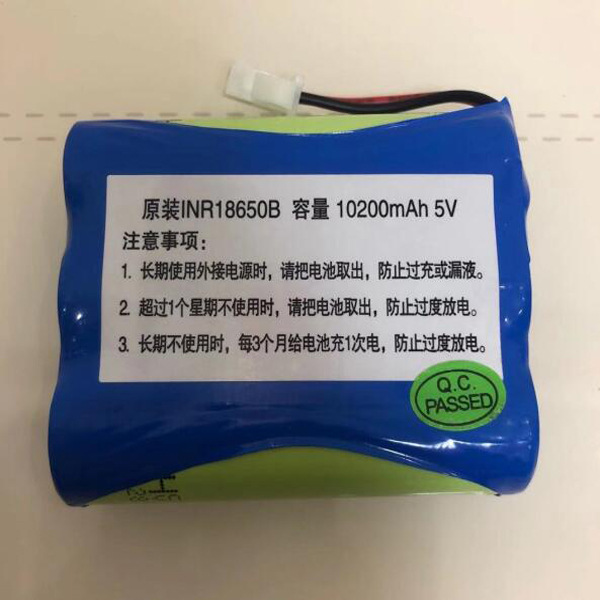 原装INR18650B 容量 10200mAh 5V
注意事项：
1. 长期使用外接电源时，请把电池取出，防止过充或漏液。
2. 超过1个星期不使用时，请把电池取出，防止过度放电。
3. 长期不使用时，每3个月给电池充1次电，防止过度放电。
Q.C.
PASSED